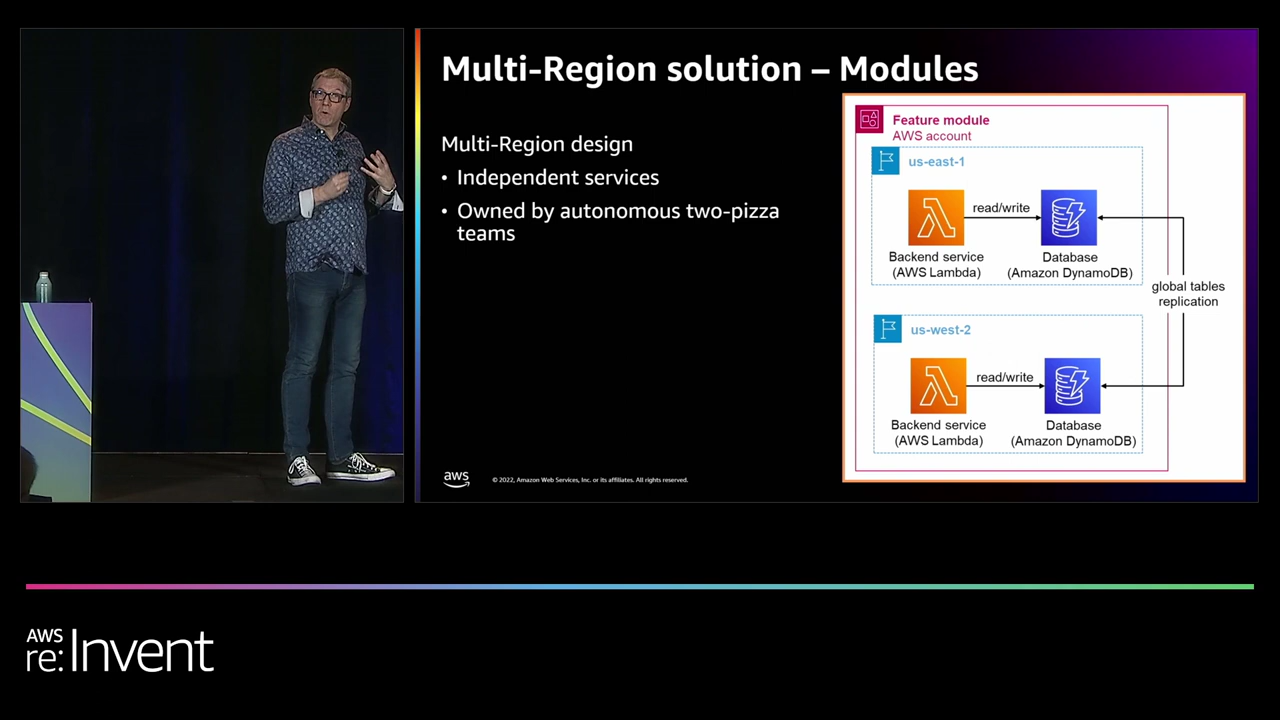 Multi-Region solution – Modules
Multi-Region design
• Independent services
• Owned by autonomous two-pizza
teams
Feature module
AWS account
us-east-1
read/write
Backend service
(AWS Lambda)
Database
(Amazon DynamoDB)
global tables
replication
us-west-2
read/write
Backend service
(AWS Lambda)
Database
(Amazon DynamoDB)
aws
© 2022, Amazon Web Services, Inc. or its affiliates. All rights reserved.
AWS
re:Invent